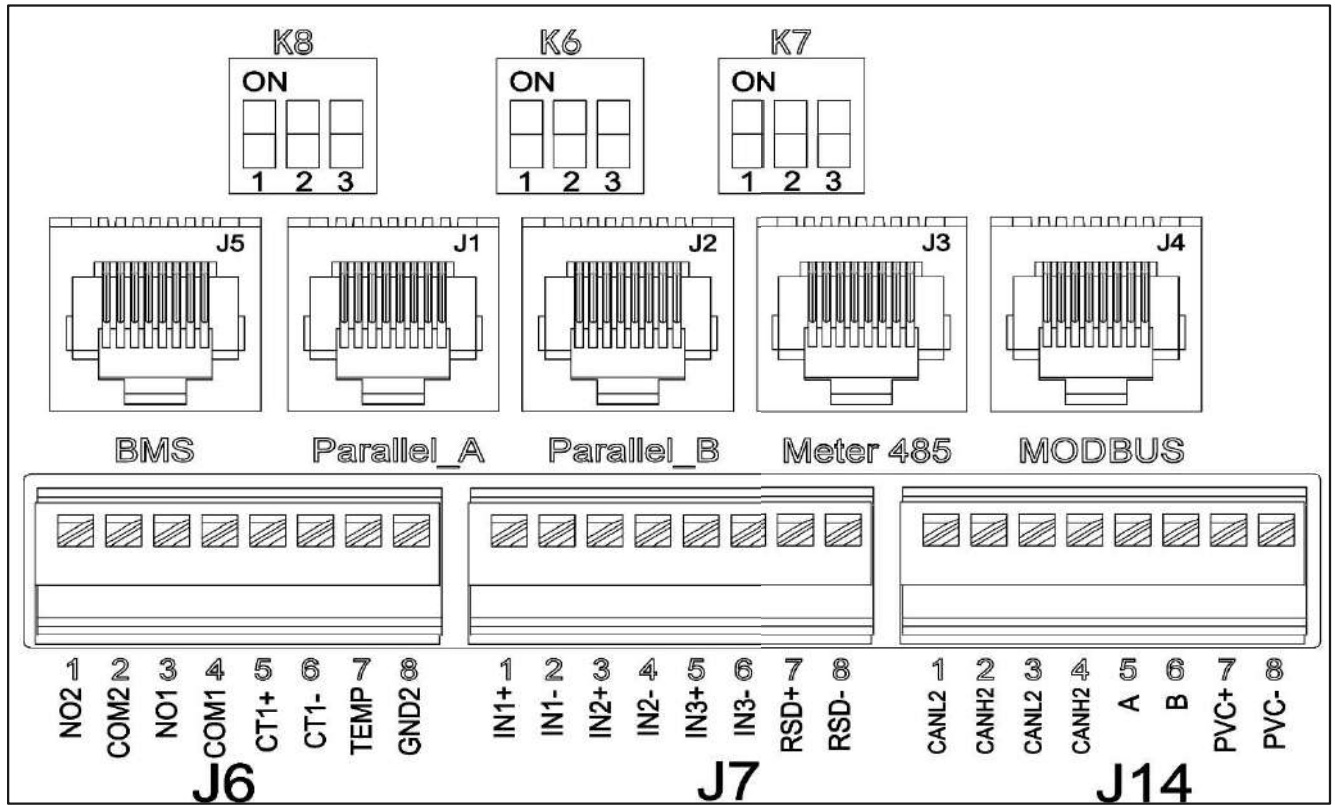 K8 K6 K7
ON ON ON
1 2 3 1 2 3 1 2 3
J5 J1 J2 J3 J4
BMS Parallel_A Parallel_B Meter 485 MODBUS
1 2 3 4 5 6 7 8 1 2 3 4 5 6 7 8 1 2 3 4 5 6 7 8
NO2 COM2 NO1 COM1 CT1+ CT1- TEMP GND2 IN1+ IN1- IN2+ IN2- IN3+ IN3- RSD+ RSD- CANL2 CANH2 CANL2 CANH2 A B PVC+ PVC-
J6 J7 J14